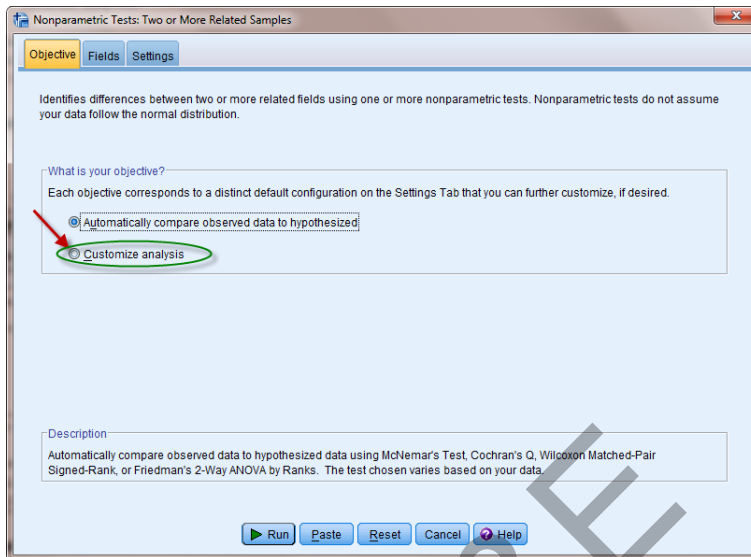 Nonparametric Tests: Two or More Related Samples
Objective Fields Settings
Identifies differences between two or more related fields using one or more nonparametric tests. Nonparametric tests do not assume
your data follow the normal distribution.
What is your objective?
Each objective corresponds to a distinct default configuration on the Settings Tab that you can further customize, if desired.
Automatically compare observed data to hypothesized
Customize analysis
Description
Automatically compare observed data to hypothesized data using McNemar's Test, Cochran's Q, Wilcoxon Matched-Pair
Signed-Rank, or Friedman's 2-Way ANOVA by Ranks. The test chosen varies based on your data.
Run Paste Reset Cancel Help